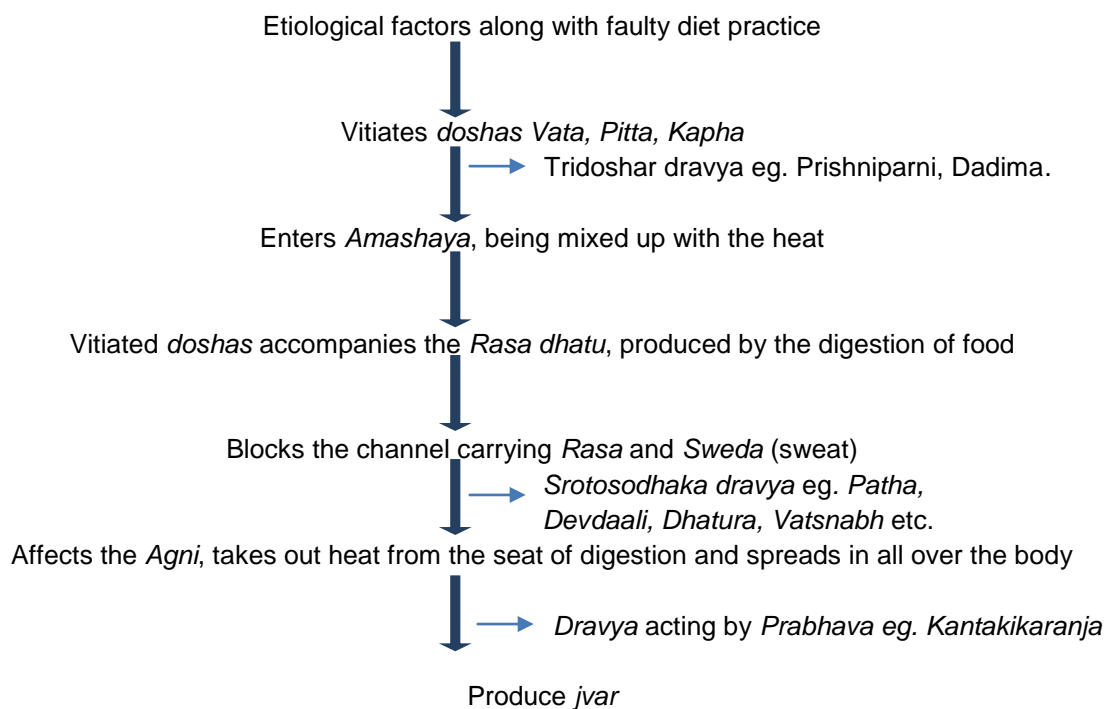 Etiological factors along with faulty diet practice
Vitiates doshas Vata, Pitta, Kapha
Tridoshar dravya eg. Prishniparni, Dadima.
Enters Amashaya, being mixed up with the heat
Vitiated doshas accompanies the Rasa dhatu, produced by the digestion of food
Blocks the channel carrying Rasa and Sweda (sweat)
Srotosodhaka dravya eg. Patha,
Devdaali, Dhatura, Vatsnabh etc.
Affects the Agni, takes out heat from the seat of digestion and spreads in all over the body
Dravya acting by Prabhava eg. Kantakikaranja
Produce jvar